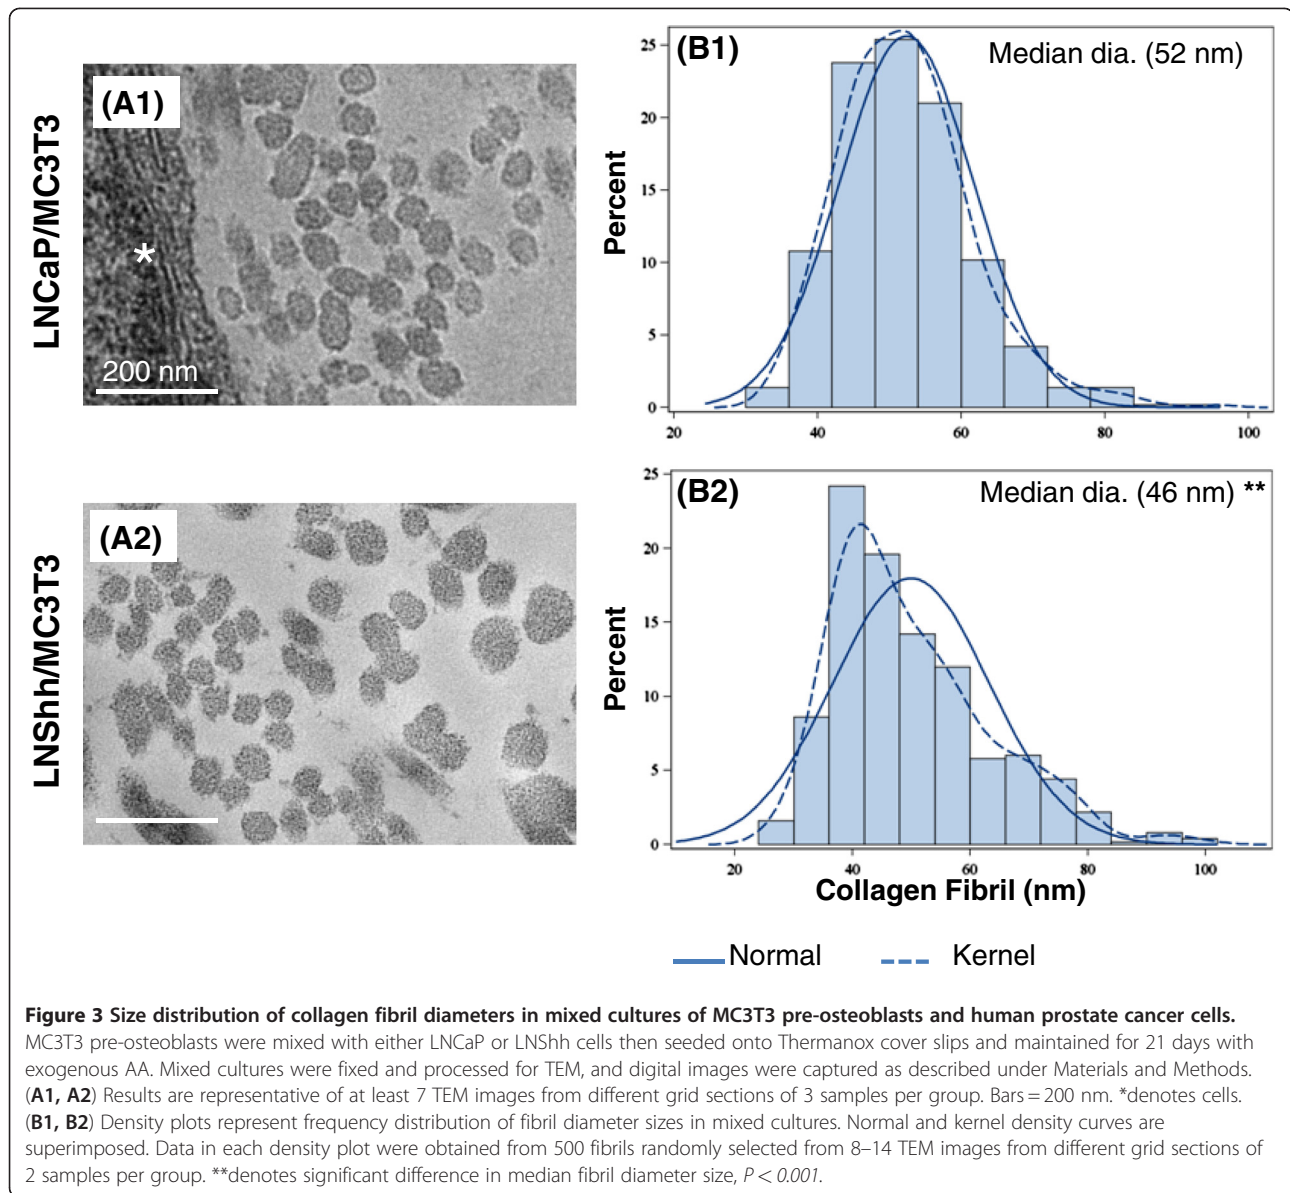 (A1)
LNCaP/MC3T3
*
200 nm
(B1)
Median dia. (52 nm)
Percent
25
20
15
10
5
0
20 40 60 80 100
(A2)
LNShh/MC3T3
(B2)
Median dia. (46 nm) **
Percent
25
20
15
10
5
0
20 40 60 80 100
Collagen Fibril (nm)
Normal Kernel
Figure 3 Size distribution of collagen fibril diameters in mixed cultures of MC3T3 pre-osteoblasts and human prostate cancer cells.
MC3T3 pre-osteoblasts were mixed with either LNCaP or LNShh cells then seeded onto Thermanox cover slips and maintained for 21 days with
exogenous AA. Mixed cultures were fixed and processed for TEM, and digital images were captured as described under Materials and Methods.
(A1, A2) Results are representative of at least 7 TEM images from different grid sections of 3 samples per group. Bars = 200 nm. *denotes cells.
(B1, B2) Density plots represent frequency distribution of fibril diameter sizes in mixed cultures. Normal and kernel density curves are
superimposed. Data in each density plot were obtained from 500 fibrils randomly selected from 8–14 TEM images from different grid sections of
2 samples per group. **denotes significant difference in median fibril diameter size, P < 0.001.